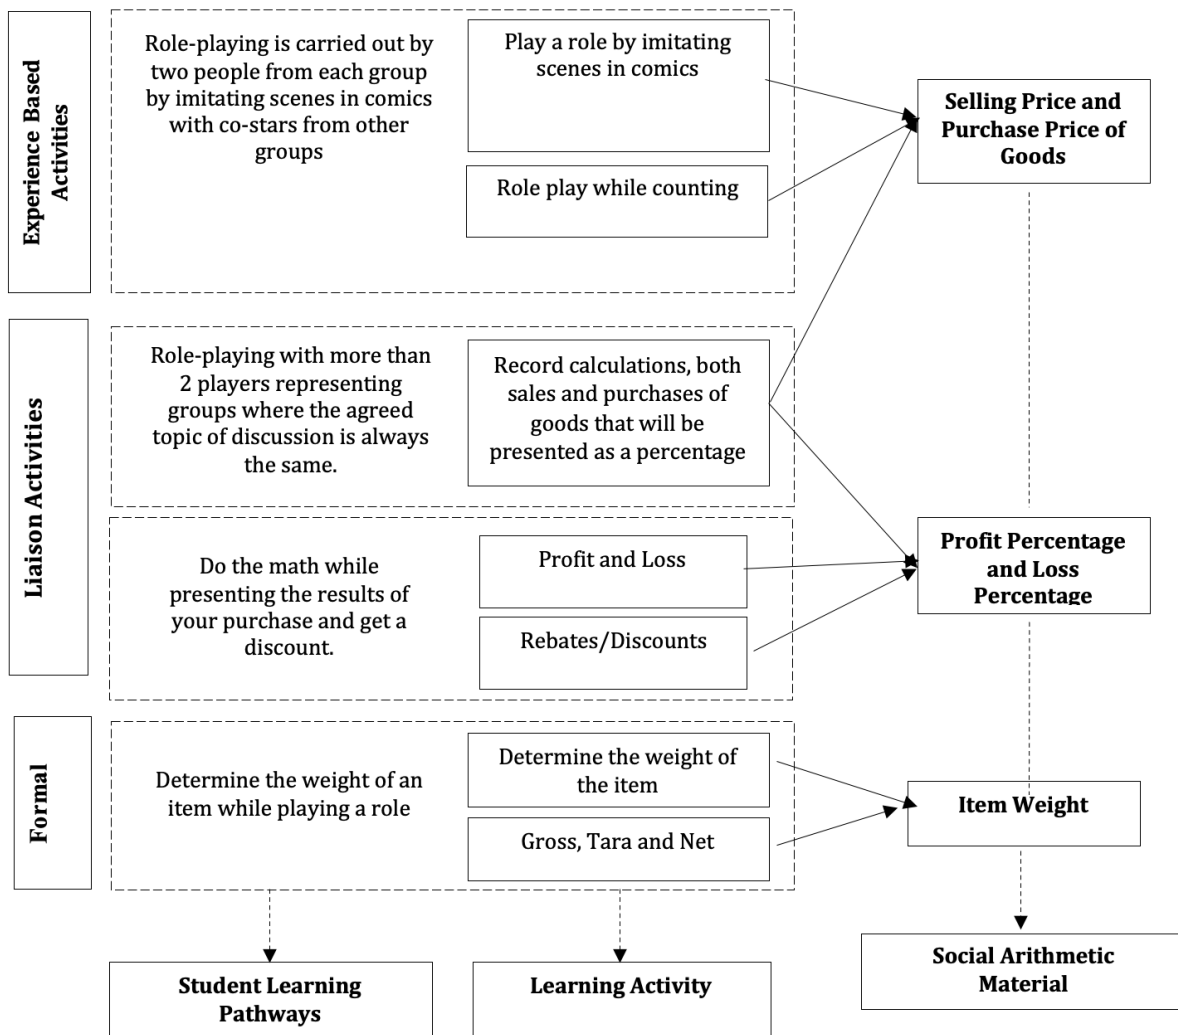 Experience Based
Activities
Role-playing is carried out by
two people from each group
by imitating scenes in comics
with co-stars from other
groups
Play a role by imitating
scenes in comics
Role play while counting
Selling Price and
Purchase Price of
Goods
Liaison Activities
Role-playing with more than
2 players representing
groups where the agreed
topic of discussion is always
the same.
Record calculations, both
sales and purchases of
goods that will be
presented as a percentage
Do the math while
presenting the results of
your purchase and get a
discount.
Profit and Loss
Rebates/Discounts
Profit Percentage
and Loss
Percentage
Formal
Determine the weight of an
item while playing a role
Determine the weight of
the item
Gross, Tara and Net
Item Weight
Student Learning
Pathways
Learning Activity
Social Arithmetic
Material